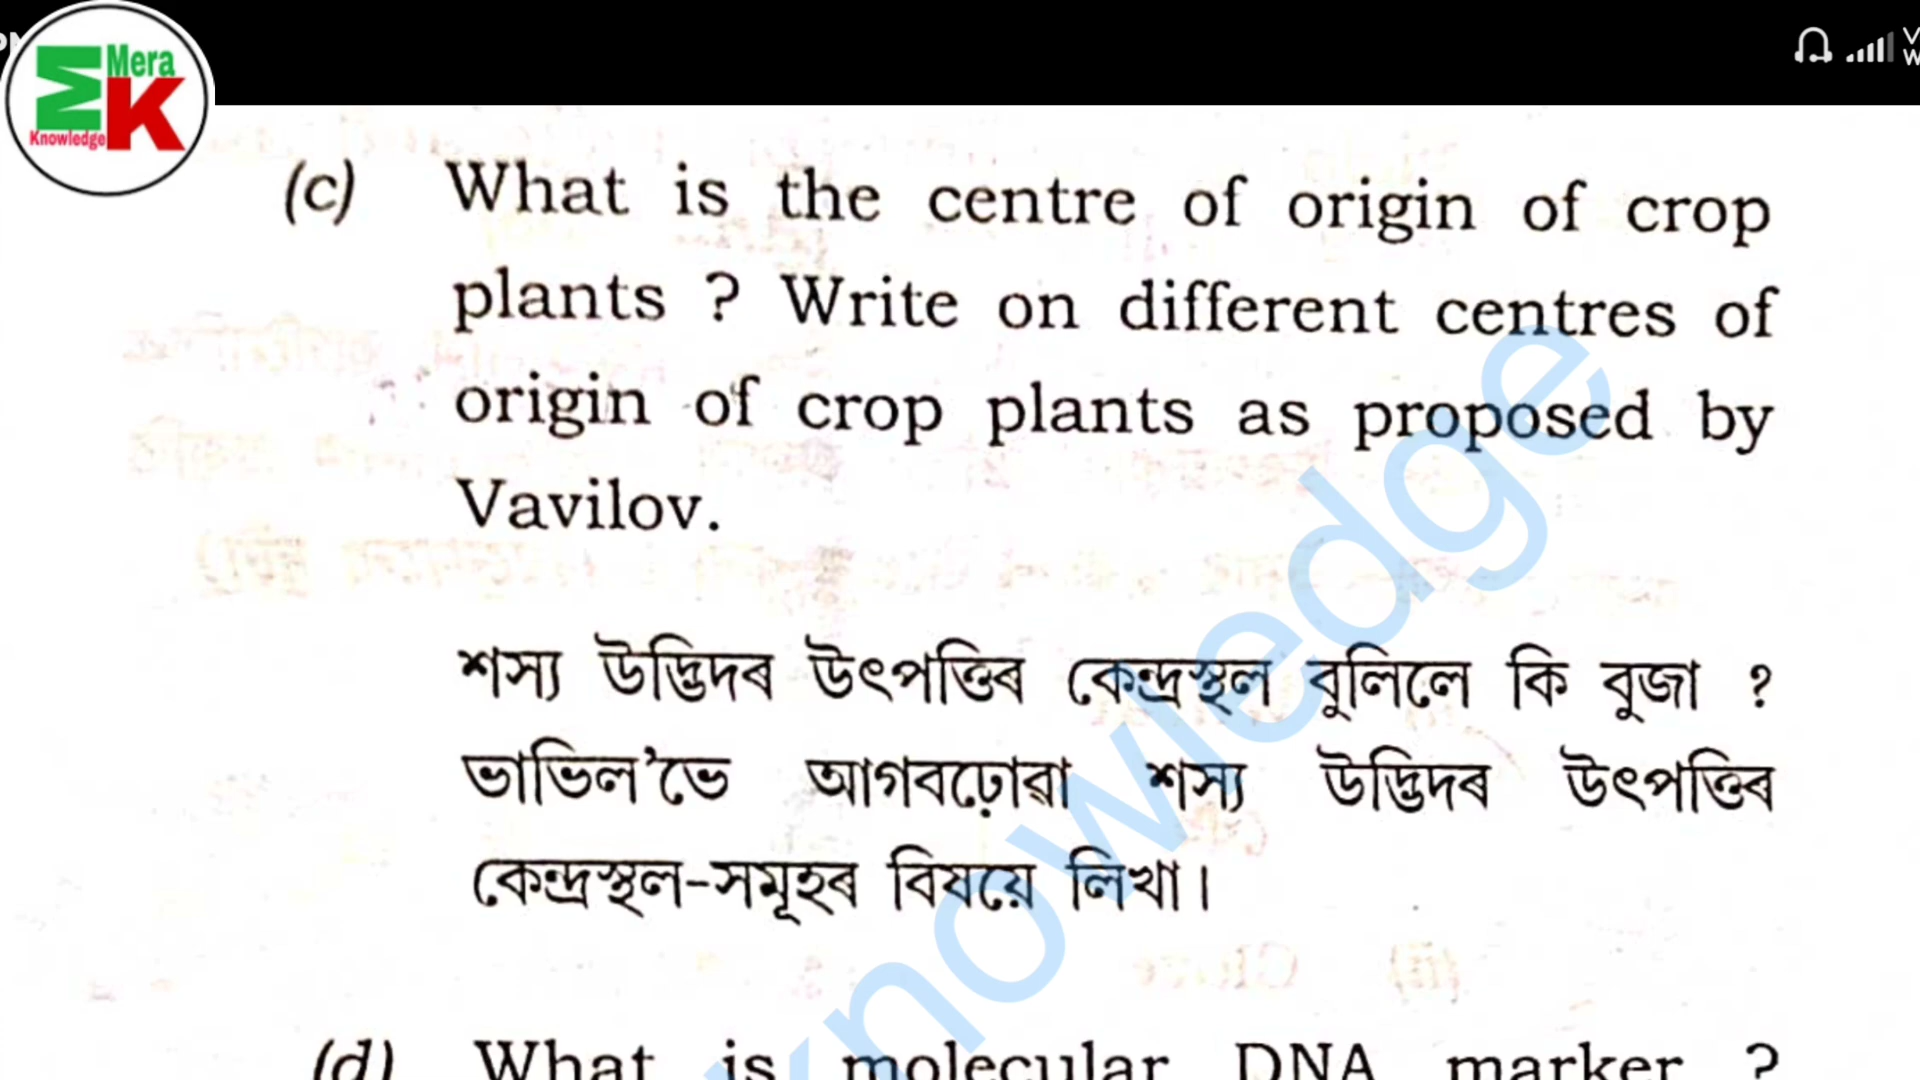 Mera
Knowledge
(c) What is the centre of origin of crop
plants ? Write on different centres of
origin of crop plants as proposed by
Vavilov.
শস্য উদ্ভিদৰ উৎপত্তিৰ কেন্দ্ৰস্থল বুলিলে কি বুজা ?
ভাভিল’ভে আগবঢ়োৱা শস্য উদ্ভিদৰ উৎপত্তিৰ
কেন্দ্ৰস্থল-সমূহৰ বিষয়ে লিখা।
(d) What is molecular DNA marker ?
knowledge